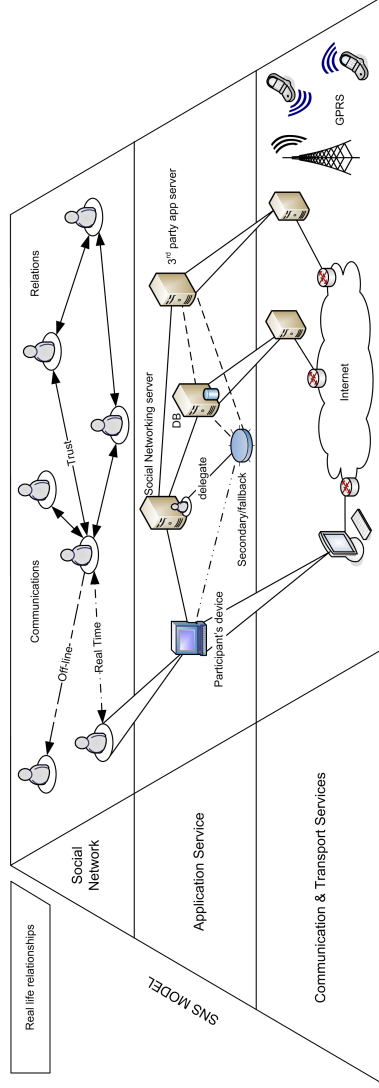 Real life relationships
SNS MODEL
Social
Network
Communications
Relations
Off-line
Real Time
Trust
Application Service
Social Networking server
3rd party app server
DB
delegate
Secondary/fallback
Participant's device
Communication & Transport Services
Internet
GPRS